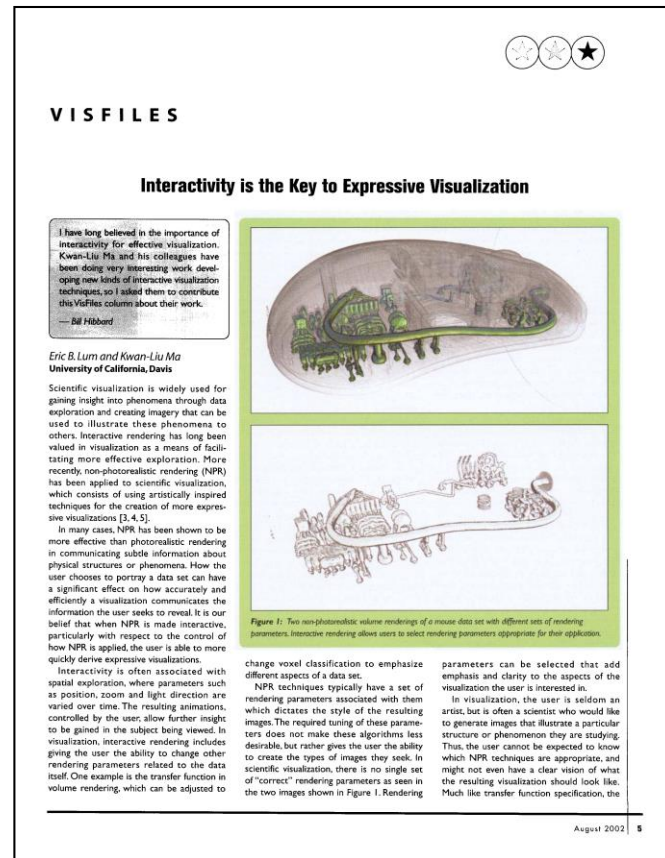 VISFILES
Interactivity is the Key to Expressive Visualization
I have long believed in the importance of
interactivity for effective visualization.
Kwan-Liu Ma and his colleagues have
been doing very interesting work devel-
oping new kinds of interactive visualization
techniques, so I asked them to contribute
this VisFiles column about their work.
— Bill Hibbard
Eric B. Lum and Kwan-Liu Ma
University of California, Davis
Scientific visualization is widely used for
gaining insight into phenomena through data
exploration and creating imagery that can be
used to illustrate these phenomena to
others. Interactive rendering has long been
valued in visualization as a means of facili-
tating more effective exploration. More
recently, non-photorealistic rendering (NPR)
has been applied to scientific visualization,
which consists of using artistically inspired
techniques for the creation of more expres-
sive visualizations [3, 4, 5].
In many cases, NPR has been shown to be
more effective than photorealistic rendering
in communicating subtle information about
physical structures or phenomena. How the
user chooses to portray a data set can have
a significant effect on how accurately and
efficiently a visualization communicates the
information the user seeks to reveal. It is our
belief that when NPR is made interactive,
particularly with respect to the control of
how NPR is applied, the user is able to more
quickly derive expressive visualizations.
Interactivity is often associated with
spatial exploration, where parameters such
as position, zoom and light direction are
varied over time. The resulting animations,
controlled by the user, allow further insight
to be gained in the subject being viewed. In
visualization, interactive rendering includes
giving the user the ability to change other
rendering parameters related to the data
itself. One example is the transfer function in
volume rendering, which can be adjusted to
Figure 1: Two non-photorealistic volume renderings of a mouse data set with different sets of rendering
parameters. Interactive rendering allows users to select rendering parameters appropriate for their application.
change voxel classification to emphasize
different aspects of a data set.
NPR techniques typically have a set of
rendering parameters associated with them
which dictates the style of the resulting
images. The required tuning of these parame-
ters does not make these algorithms less
desirable, but rather gives the user the ability
to create the types of images they seek. In
scientific visualization, there is no single set
of "correct" rendering parameters as seen in
the two images shown in Figure 1. Rendering
parameters can be selected that add
emphasis and clarity to the aspects of the
visualization the user is interested in.
In visualization, the user is seldom an
artist, but is often a scientist who would like
to generate images that illustrate a particular
structure or phenomenon they are studying.
Thus, the user cannot be expected to know
which NPR techniques are appropriate, and
might not even have a clear vision of what
the resulting visualization should look like.
Much like transfer function specification, the
August 2002 5